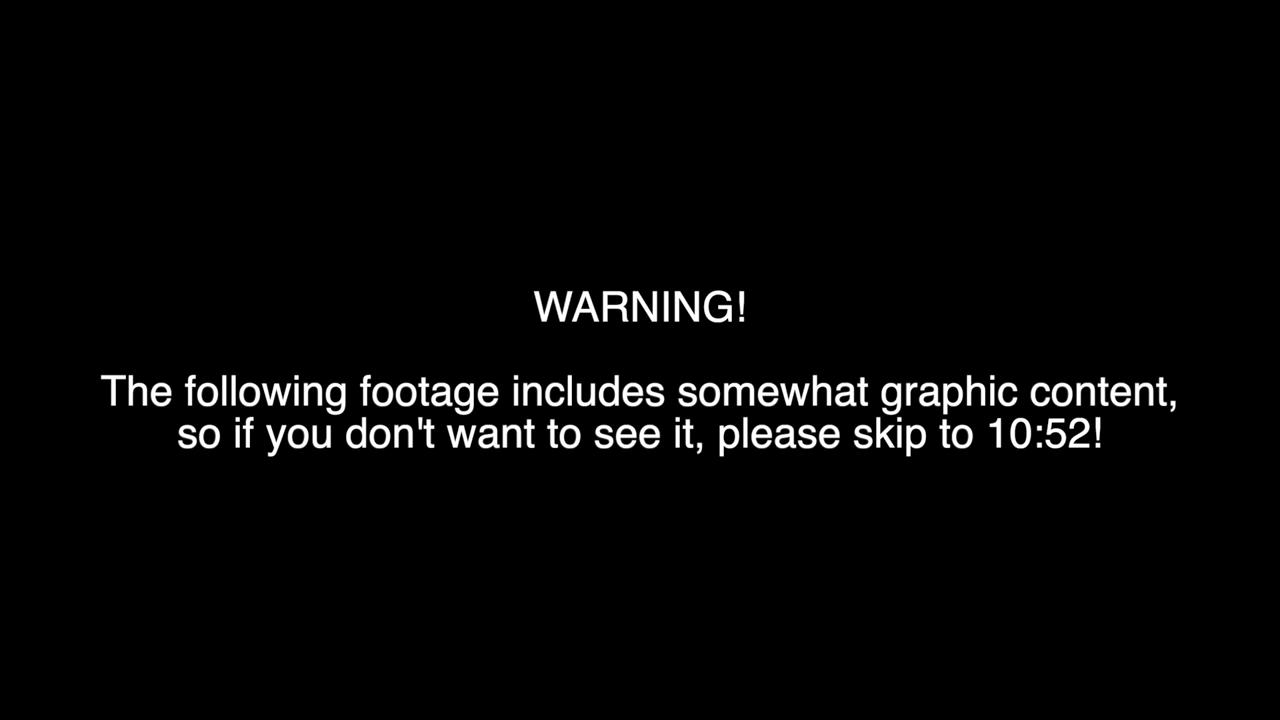 WARNING!
The following footage includes somewhat graphic content,
so if you don't want to see it, please skip to 10:52!